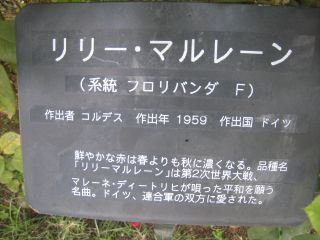 リリー・マルレーン
(系統 フロリバンダ F)
作出者 コルデス 作出年 1959 作出国 ドイツ
鮮やかな赤は春よりも秋に濃くなる。品種名
「リリーマルレーン」は第2次世界大戦、
マレーネ・ディートリヒが唄った平和を願う
名曲。ドイツ、連合軍の双方に愛された。